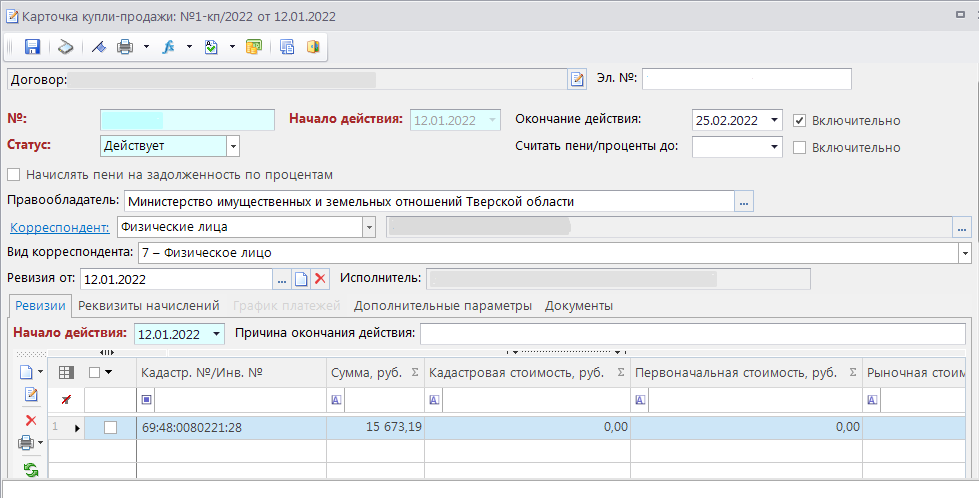 Карточка купли-продажи: №1-кп/2022 от 12.01.2022
Договор: Эл. №:
№: Начало действия: 12.01.2022 Окончание действия: 25.02.2022 Включительно
Статус: Действует Считать пени/проценты до: Включительно
Начислять пени на задолженность по процентам
Правообладатель: Министерство имущественных и земельных отношений Тверской области ...
Корреспондент: Физические лица ...
Вид корреспондента: 7 – Физическое лицо
Ревизия от: 12.01.2022 ... Исполнитель:
Ревизии Реквизиты начислений График платежей Дополнительные параметры Документы
Начало действия: 12.01.2022 Причина окончания действия:
Кадастр. №/Инв. № Сумма, руб. Σ Кадастровая стоимость, руб. Σ Первоначальная стоимость, руб. Σ Рыночная стоим
1 69:48:0080221:28 15 673,19 0,00 0,00